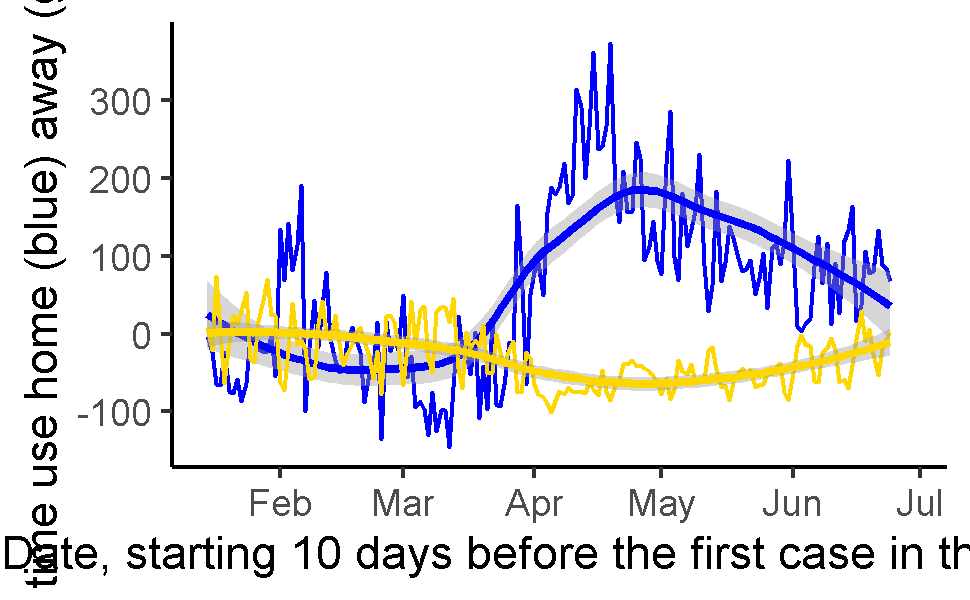 time use home (blue) away (
300
200
100
0
-100
Feb Mar Apr May Jun Jul
Date, starting 10 days before the first case in th